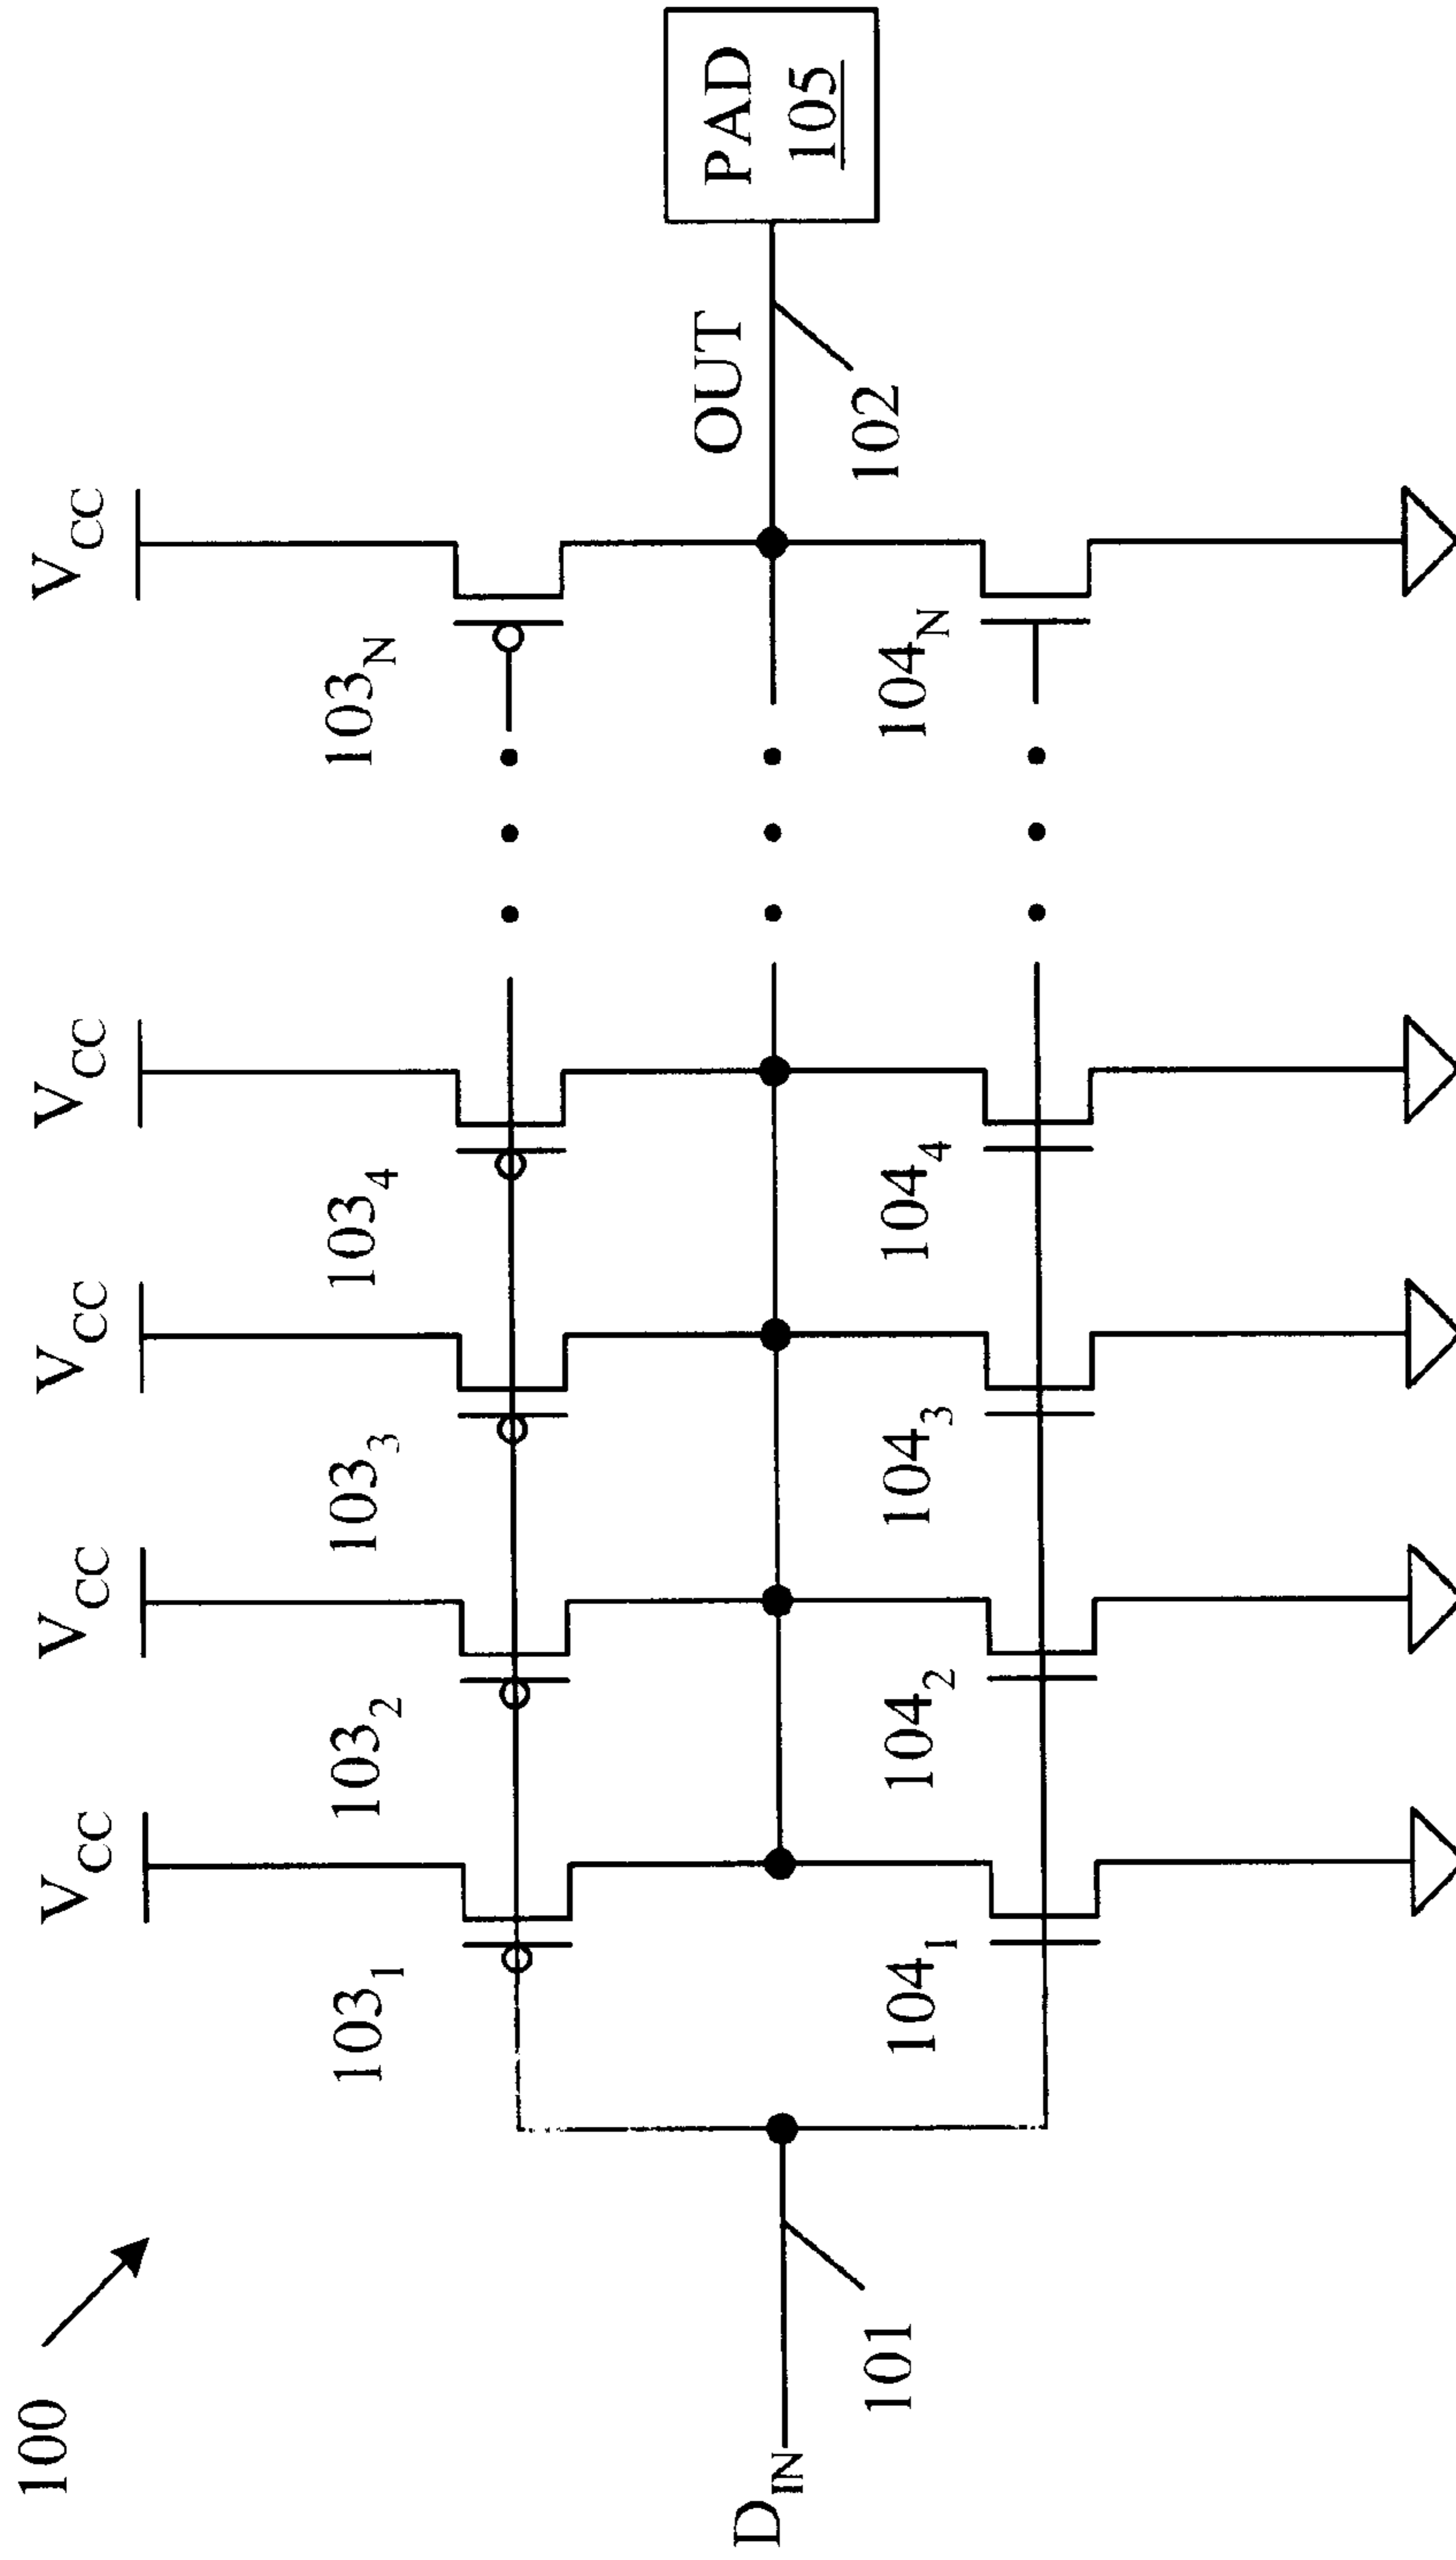 100
V_CC V_CC V_CC V_CC V_CC
103_1 103_2 103_3 103_4 103_N
D_IN OUT PAD
105
101 102
104_1 104_2 104_3 104_4 104_N